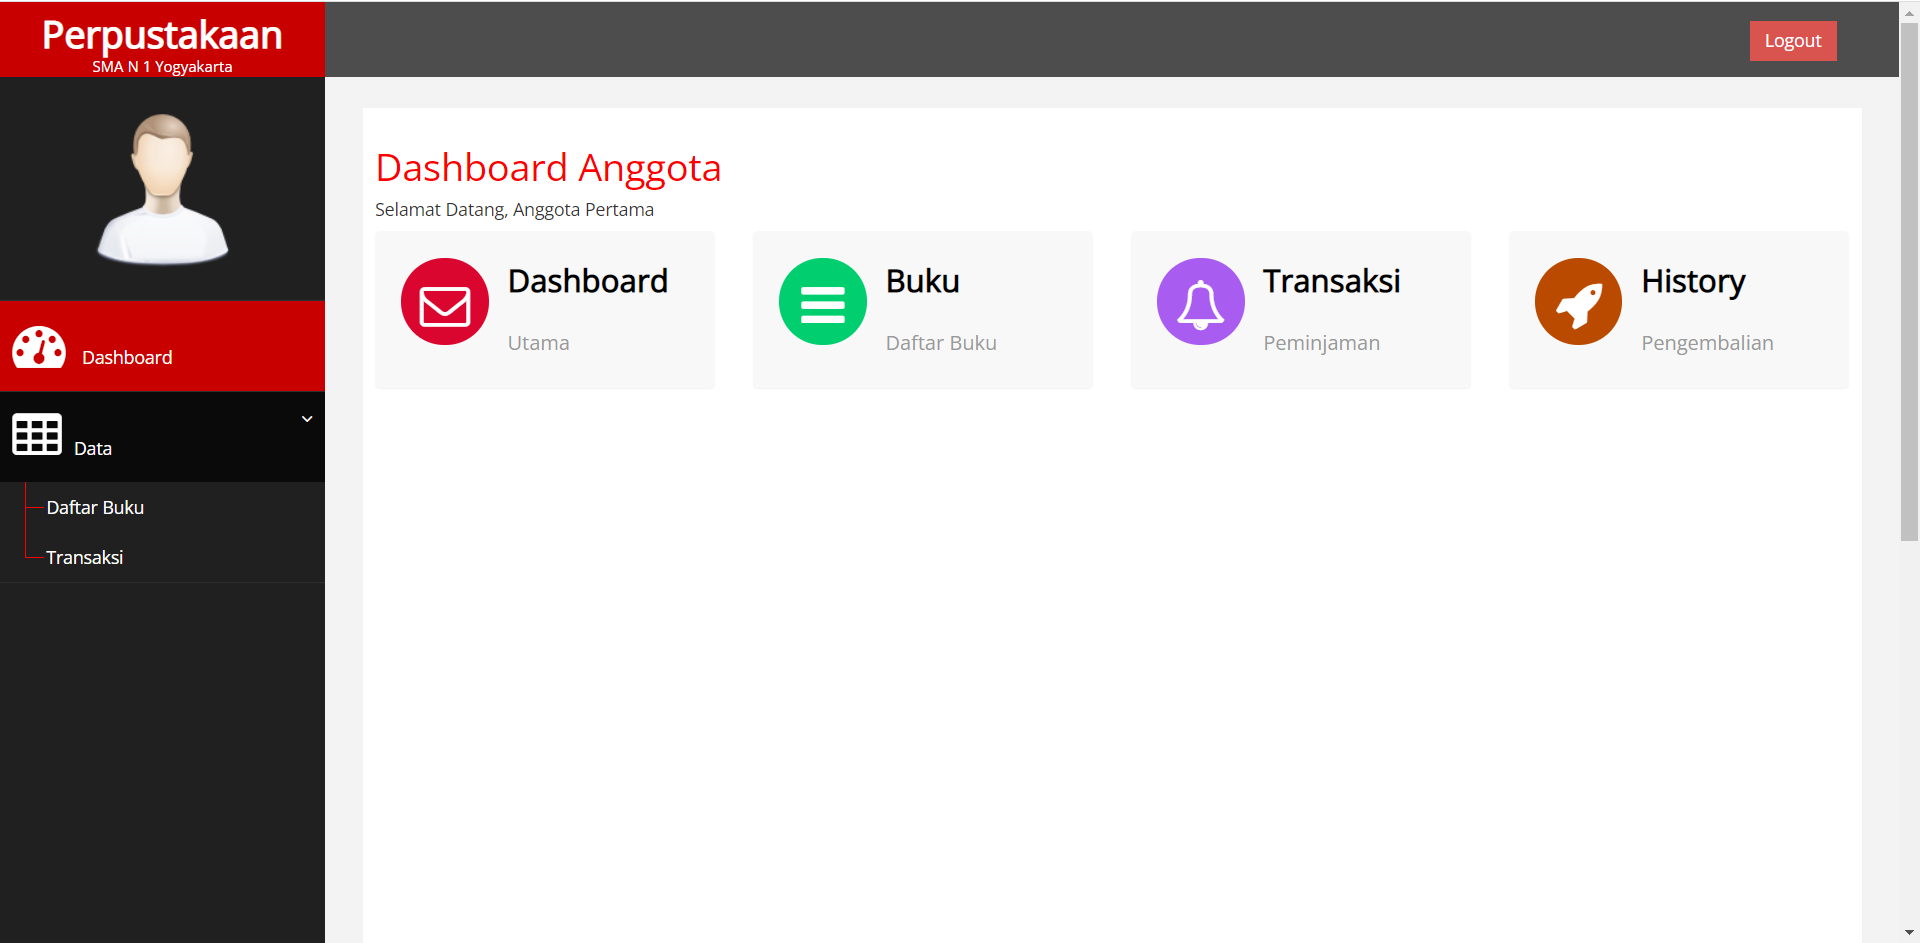 Perpustakaan
SMA N 1 Yogyakarta
Logout
Dashboard
Data
Daftar Buku
Transaksi
Dashboard Anggota
Selamat Datang, Anggota Pertama
Dashboard
Utama
Buku
Daftar Buku
Transaksi
Peminjaman
History
Pengembalian